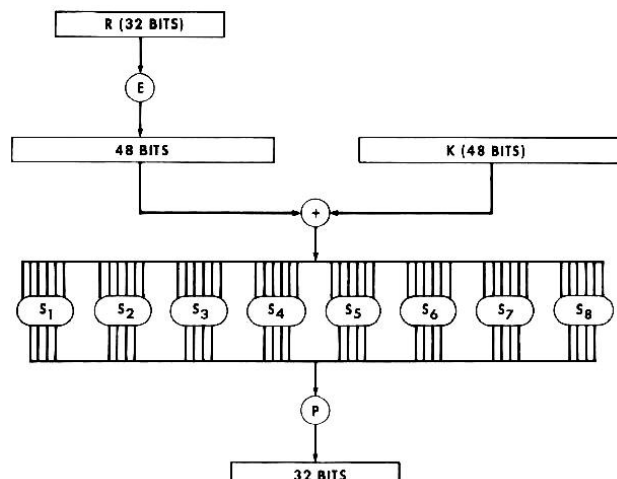 R (32 BITS)
E
48 BITS
K (48 BITS)
+
S1 S2 S3 S4 S5 S6 S7 S8
P
32 BITS